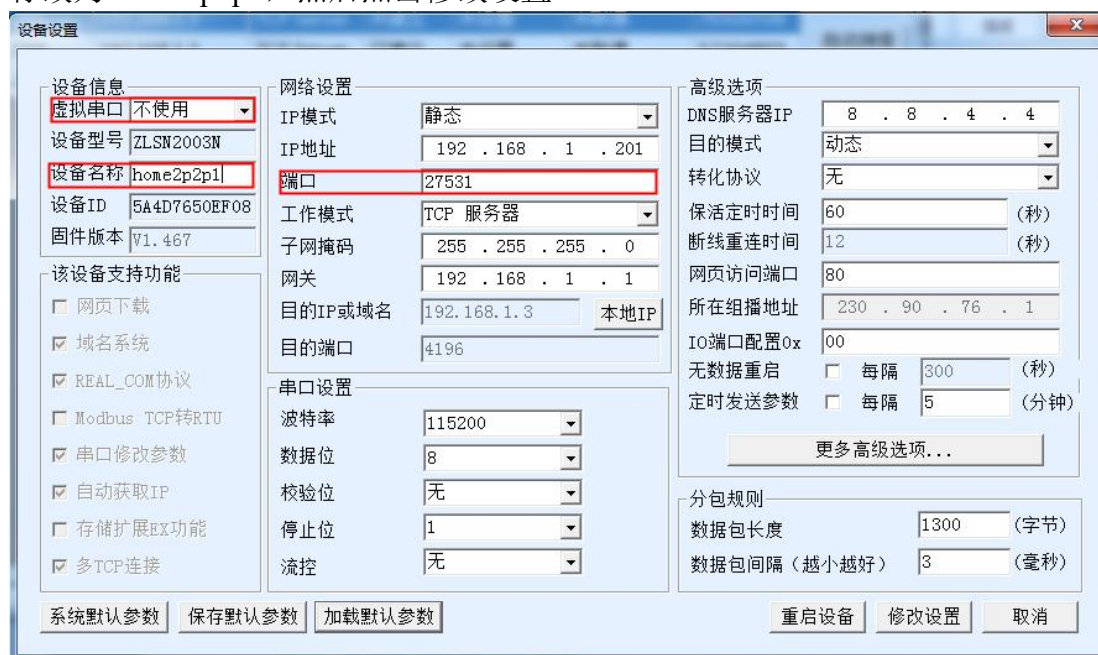 设备设置
设备信息
虚拟串口 不使用
设备型号 ZLSN2003N
设备名称 home2p2p1
设备ID 5A4D7650EF08
固件版本 V1.467
该设备支持功能
网页下载
域名系统
REAL_COM协议
Modbus TCP转RTU
串口修改参数
自动获取IP
存储扩展EX功能
多TCP连接
网络设置
IP模式 静态
IP地址 192 . 168 . 1 . 201
端口 27531
工作模式 TCP 服务器
子网掩码 255 . 255 . 255 . 0
网关 192 . 168 . 1 . 1
目的IP或域名 192.168.1.3 本地IP
目的端口 4196
串口设置
波特率 115200
数据位 8
校验位 无
停止位 1
流控 无
高级选项
DNS服务器IP 8 . 8 . 4 . 4
目的模式 动态
转化协议 无
保活定时时间 60 (秒)
断线重连时间 12 (秒)
网页访问端口 80
所在组播地址 230 . 90 . 76 . 1
IO端口配置0x 00
无数据重启 每隔 300 (秒)
定时发送参数 每隔 5 (分钟)
更多高级选项...
分包规则
数据包长度 1300 (字节)
数据包间隔（越小越好） 3 (毫秒)
系统默认参数 保存默认参数 加载默认参数 重启设备 修改设置 取消